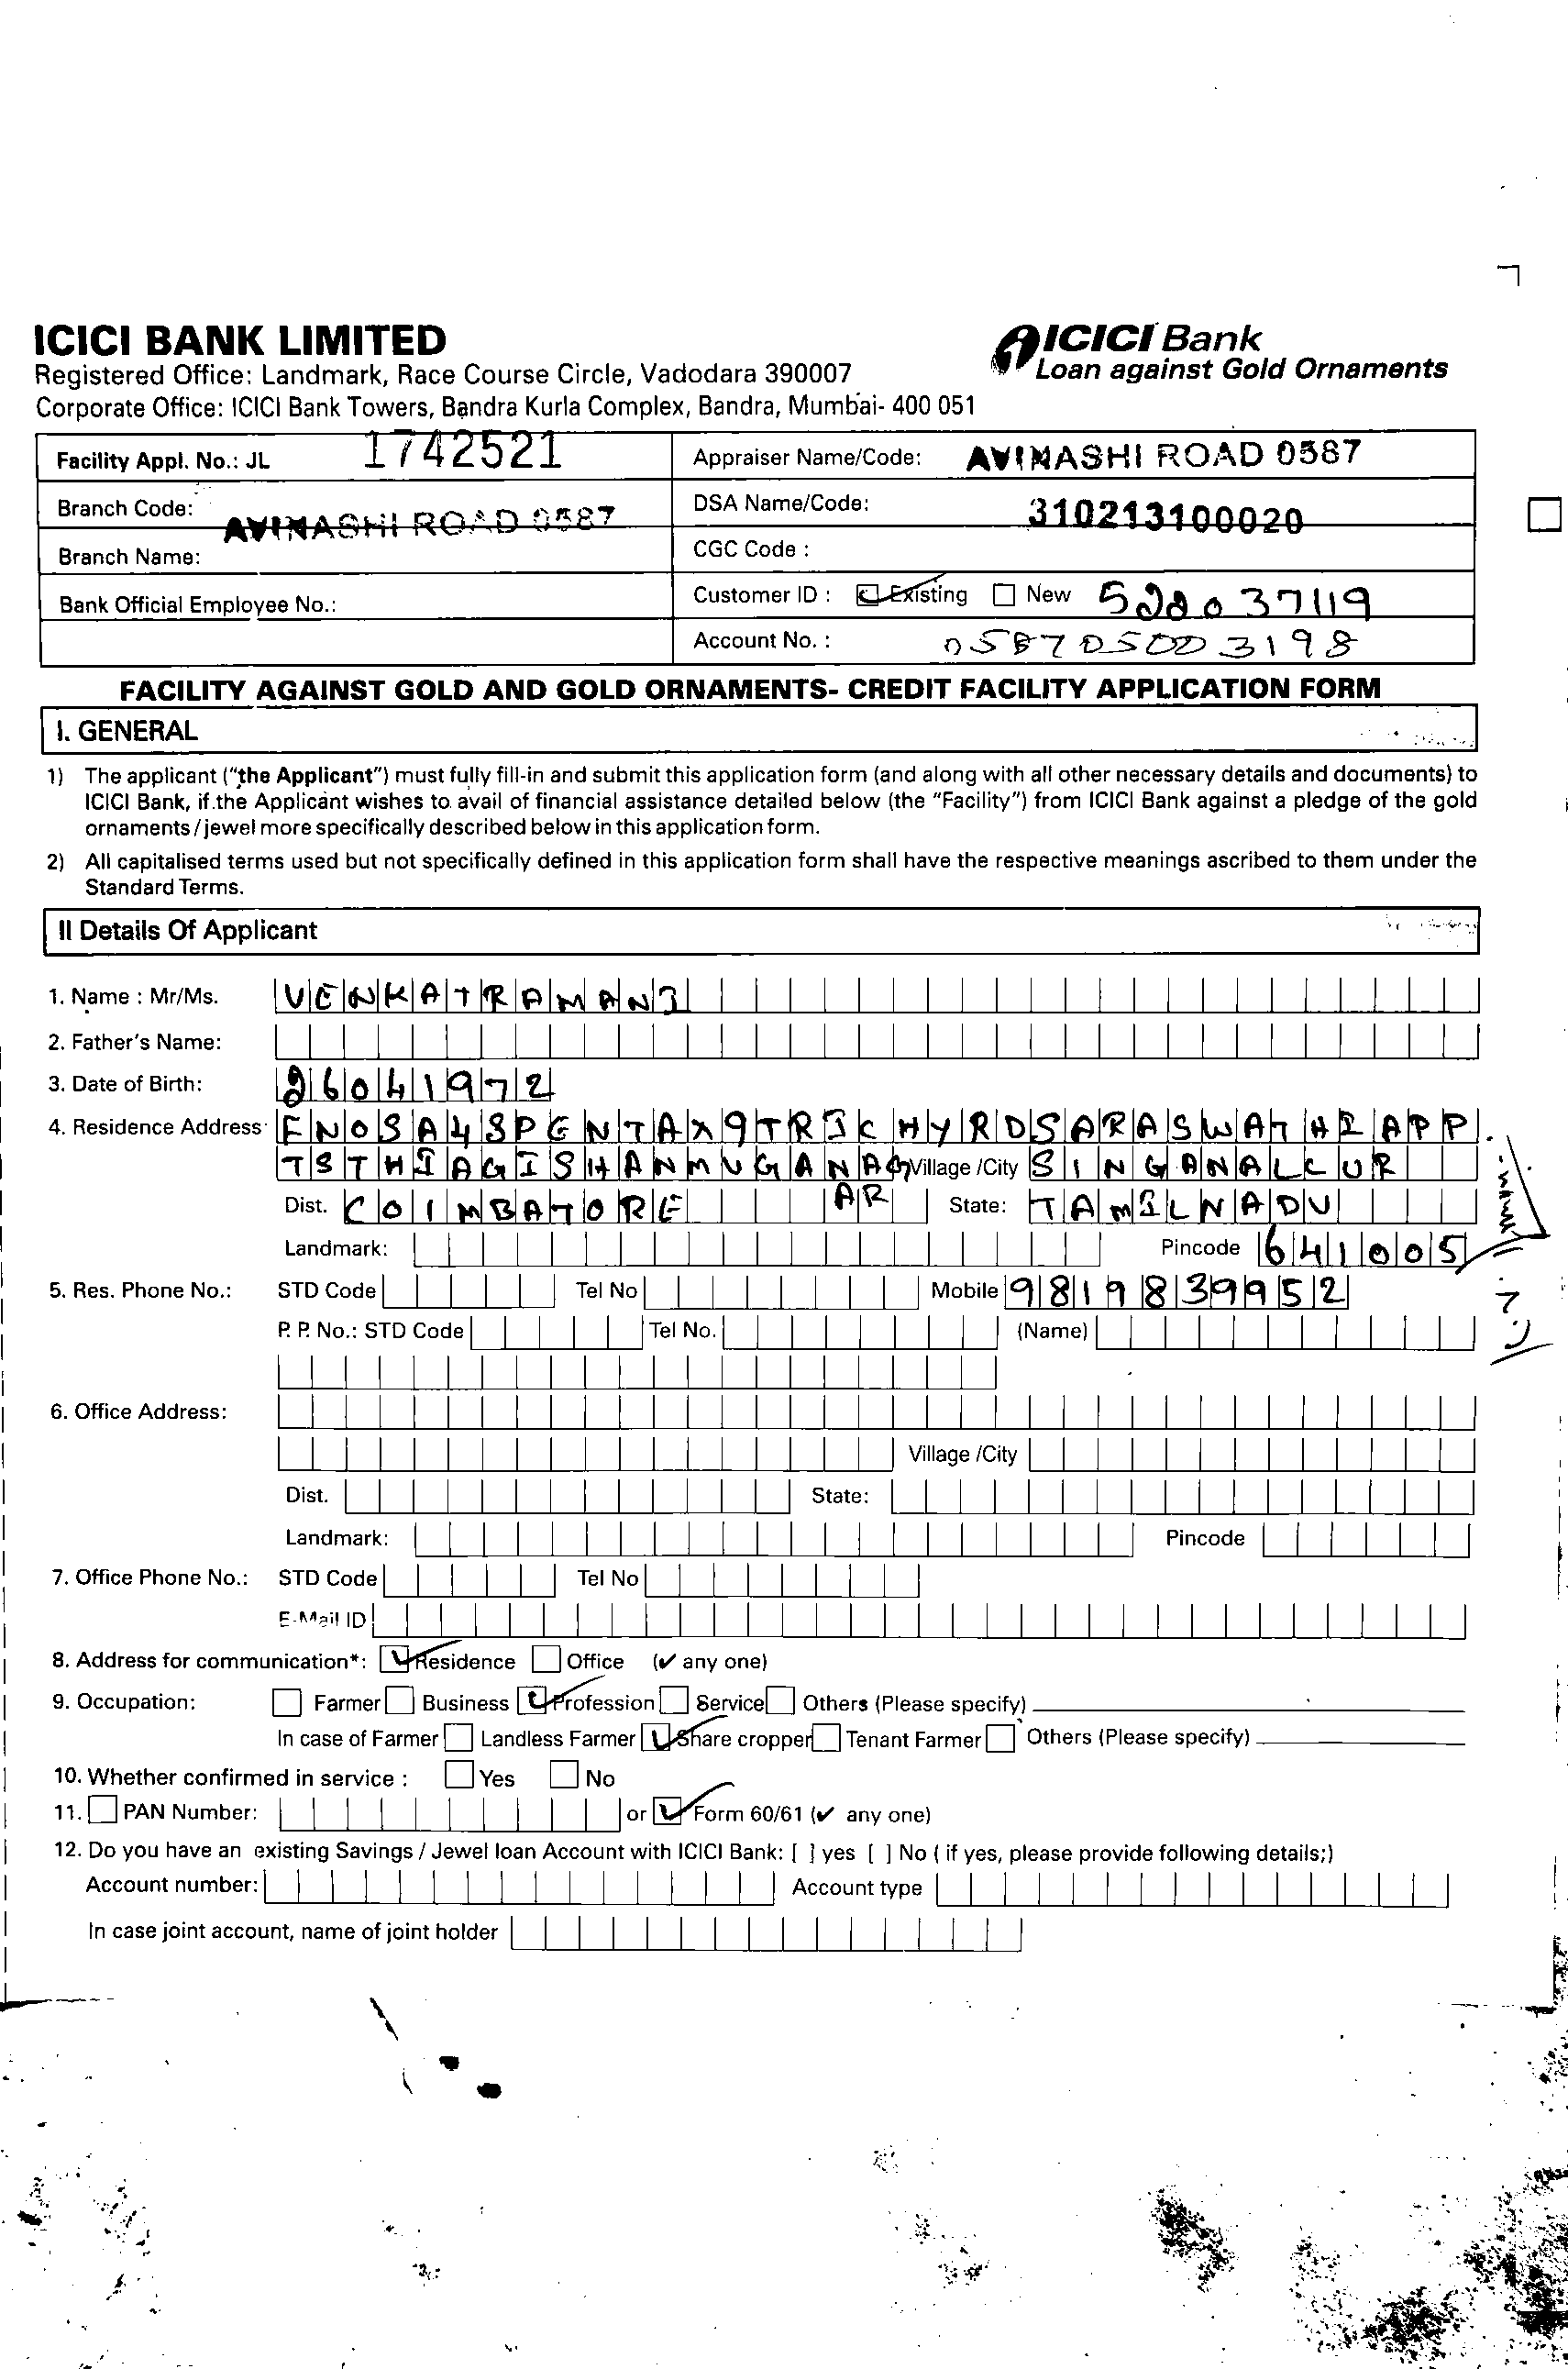 ICICI BANK LIMITED
Registered Office: Landmark, Race Course Circle, Vadodara 390007
Corporate Office: ICICI Bank Towers, Bandra Kurla Complex, Bandra, Mumbai- 400 051
ICICI Bank
Loan against Gold Ornaments
Facility Appl. No.: JL 1742521
Appraiser Name/Code: AVINASHI ROAD 0587
Branch Code: AVINASHI ROAD 0587
DSA Name/Code: 310213100020
Branch Name:
CGC Code :
Bank Official Employee No.:
Customer ID : Existing New 528037119
Account No. : 058705003198
FACILITY AGAINST GOLD AND GOLD ORNAMENTS- CREDIT FACILITY APPLICATION FORM
I. GENERAL
1) The applicant ("the Applicant") must fully fill-in and submit this application form (and along with all other necessary details and documents) to
ICICI Bank, if the Applicant wishes to avail of financial assistance detailed below (the "Facility") from ICICI Bank against a pledge of the gold
ornaments/jewel more specifically described below in this application form.
2) All capitalised terms used but not specifically defined in this application form shall have the respective meanings ascribed to them under the
Standard Terms.
II Details Of Applicant
1. Name : Mr/Ms. VENKATRAMANI
2. Father's Name:
3. Date of Birth: 26041972
4. Residence Address FNOSA4SPENTAX9TRICHYRDSARASWATHIAPP.
TSTHIAGISHANMUGANAG Village /City SINGANALLUR
Dist. COIMBATORE AR State: TAMILNADU
Landmark: Pincode 641005
5. Res. Phone No.: STD Code Tel No Mobile 9819839952
P. P. No.: STD Code Tel No. (Name)
6. Office Address:
Village /City
Dist. State:
Landmark: Pincode
7. Office Phone No.: STD Code Tel No
E-Mail ID
8. Address for communication*: Residence Office (✔ any one)
9. Occupation: Farmer Business Profession Service Others (Please specify)
In case of Farmer Landless Farmer Share cropper Tenant Farmer Others (Please specify)
10. Whether confirmed in service : Yes No
11. PAN Number: or Form 60/61 (✔ any one)
12. Do you have an existing Savings / Jewel loan Account with ICICI Bank: [ ] yes [ ] No ( if yes, please provide following details;)
Account number: Account type
In case joint account, name of joint holder